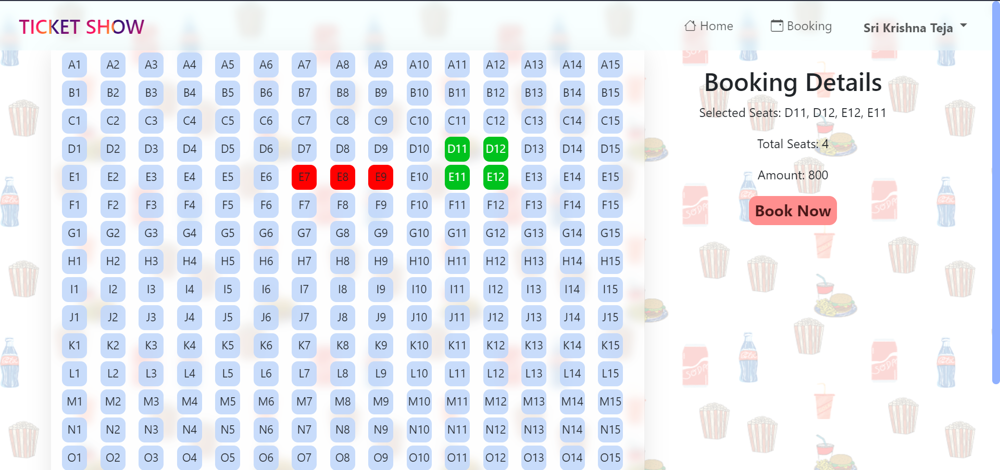 TICKET SHOW
Home
Booking
Sri Krishna Teja
A1 A2 A3 A4 A5 A6 A7 A8 A9 A10 A11 A12 A13 A14 A15
B1 B2 B3 B4 B5 B6 B7 B8 B9 B10 B11 B12 B13 B14 B15
C1 C2 C3 C4 C5 C6 C7 C8 C9 C10 C11 C12 C13 C14 C15
D1 D2 D3 D4 D5 D6 D7 D8 D9 D10 D11 D12 D13 D14 D15
E1 E2 E3 E4 E5 E6 E7 E8 E9 E10 E11 E12 E13 E14 E15
F1 F2 F3 F4 F5 F6 F7 F8 F9 F10 F11 F12 F13 F14 F15
G1 G2 G3 G4 G5 G6 G7 G8 G9 G10 G11 G12 G13 G14 G15
H1 H2 H3 H4 H5 H6 H7 H8 H9 H10 H11 H12 H13 H14 H15
I1 I2 I3 I4 I5 I6 I7 I8 I9 I10 I11 I12 I13 I14 I15
J1 J2 J3 J4 J5 J6 J7 J8 J9 J10 J11 J12 J13 J14 J15
K1 K2 K3 K4 K5 K6 K7 K8 K9 K10 K11 K12 K13 K14 K15
L1 L2 L3 L4 L5 L6 L7 L8 L9 L10 L11 L12 L13 L14 L15
M1 M2 M3 M4 M5 M6 M7 M8 M9 M10 M11 M12 M13 M14 M15
N1 N2 N3 N4 N5 N6 N7 N8 N9 N10 N11 N12 N13 N14 N15
O1 O2 O3 O4 O5 O6 O7 O8 O9 O10 O11 O12 O13 O14 O15
Booking Details
Selected Seats: D11, D12, E12, E11
Total Seats: 4
Amount: 800
Book Now
SODA
SODA
SODA
SODA